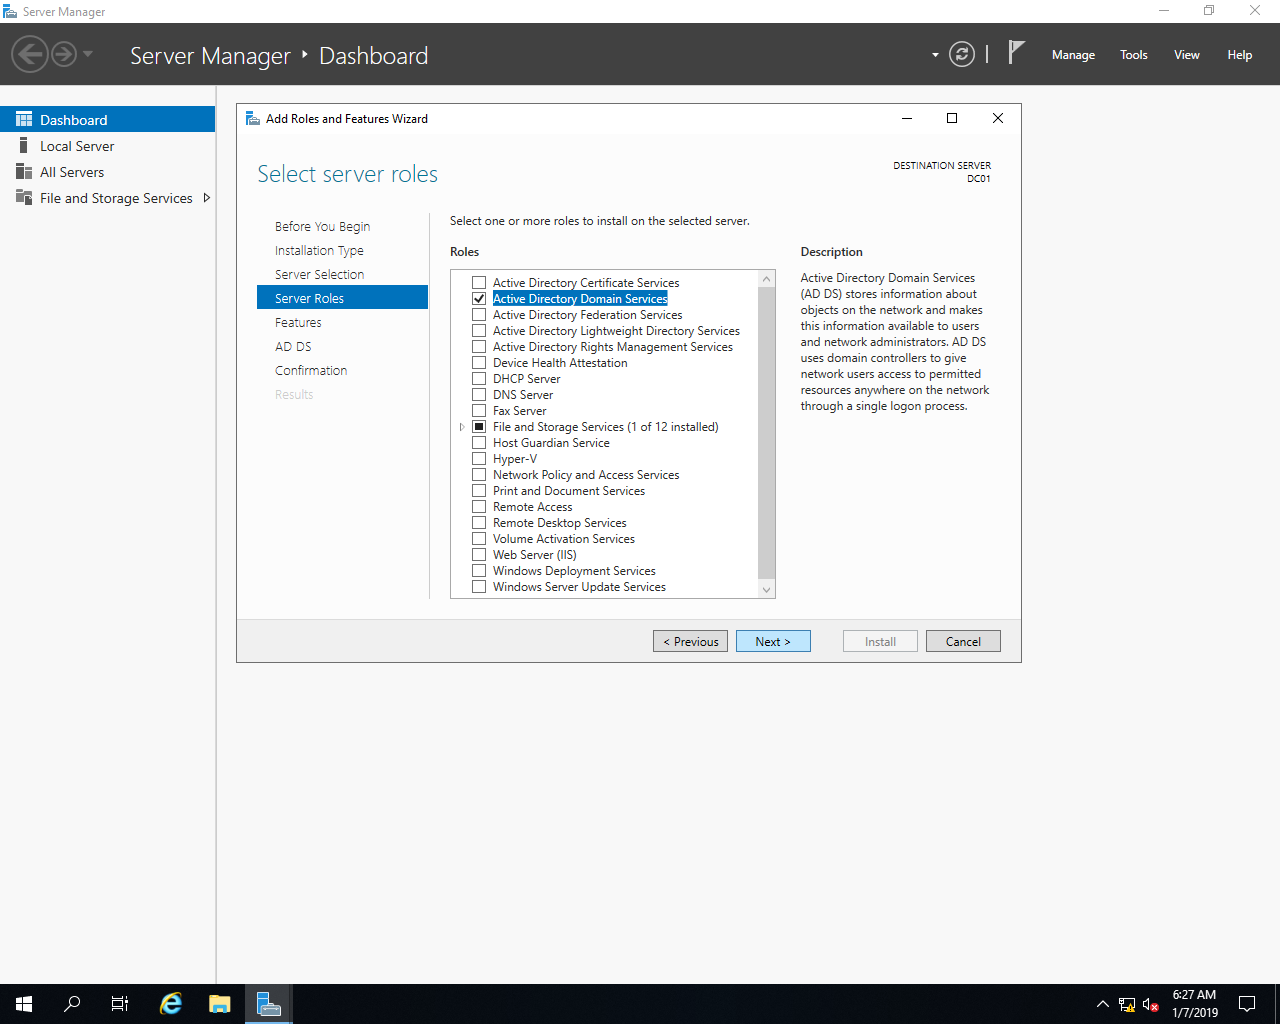 Server Manager
Server Manager ‣ Dashboard
Manage
Tools
View
Help
Dashboard
Local Server
All Servers
File and Storage Services
Add Roles and Features Wizard
Select server roles
DESTINATION SERVER
DC01
Before You Begin
Installation Type
Server Selection
Server Roles
Features
AD DS
Confirmation
Results
Select one or more roles to install on the selected server.
Roles
Active Directory Certificate Services
Active Directory Domain Services
Active Directory Federation Services
Active Directory Lightweight Directory Services
Active Directory Rights Management Services
Device Health Attestation
DHCP Server
DNS Server
Fax Server
File and Storage Services (1 of 12 installed)
Host Guardian Service
Hyper-V
Network Policy and Access Services
Print and Document Services
Remote Access
Remote Desktop Services
Volume Activation Services
Web Server (IIS)
Windows Deployment Services
Windows Server Update Services
Description
Active Directory Domain Services
(AD DS) stores information about
objects on the network and makes
this information available to users
and network administrators. AD DS
uses domain controllers to give
network users access to permitted
resources anywhere on the network
through a single logon process.
< Previous
Next >
Install
Cancel
6:27 AM
1/7/2019